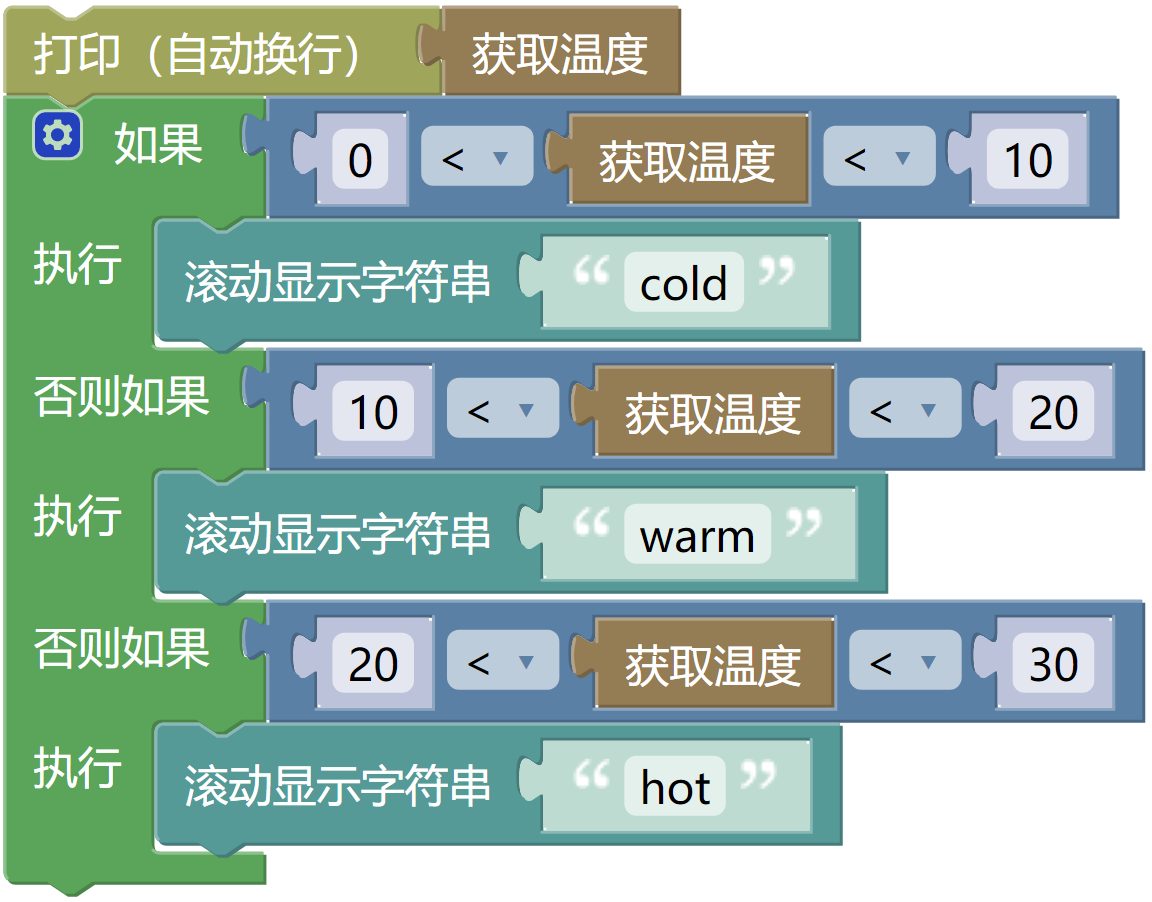 打印（自动换行） 获取温度
如果 0 < 获取温度 < 10
执行 滚动显示字符串 “ cold ”
否则如果 10 < 获取温度 < 20
执行 滚动显示字符串 “ warm ”
否则如果 20 < 获取温度 < 30
执行 滚动显示字符串 “ hot ”